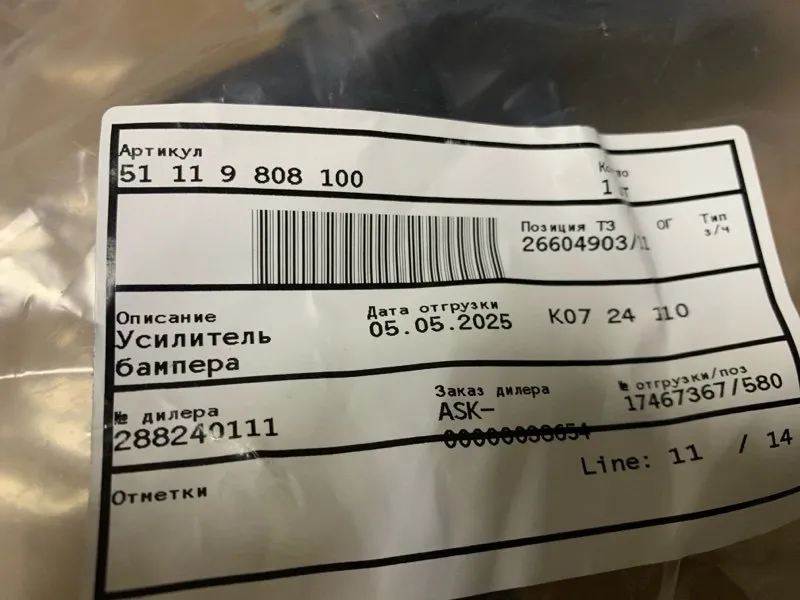 Артикул
51 11 9 808 100
1
Позиция ТЗ ОГ Тип
26604903/11 з/ч
Описание
Усилитель
бампера
Дата отгрузки
05.05.2025
K07 24 110
№ дилера
288240111
Заказ дилера
ASK-
№ отгрузки/поз
17467367/580
Line: 11 / 14
Отметки